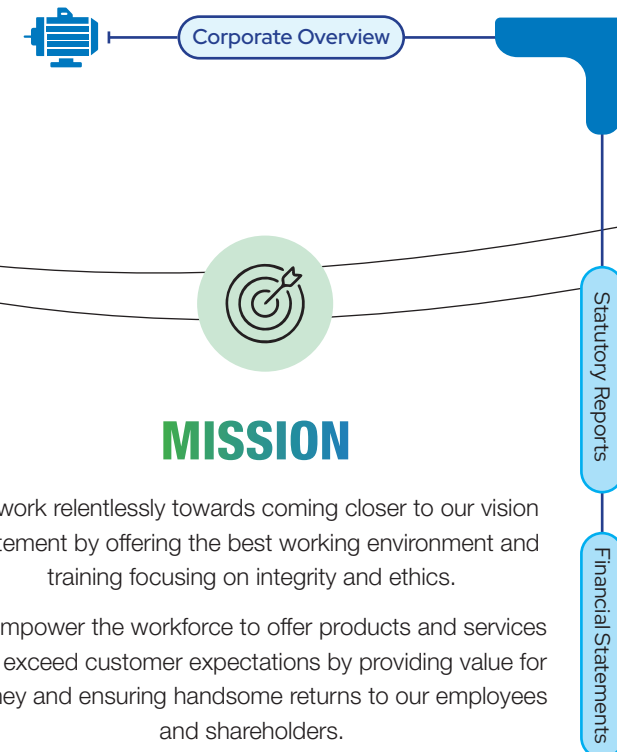 Corporate Overview
MISSION
work relentlessly towards coming closer to our vision
tement by offering the best working environment and
training focusing on integrity and ethics.
mpower the workforce to offer products and services
exceed customer expectations by providing value for
ney and ensuring handsome returns to our employees
and shareholders.
Statutory Reports
Financial Statements